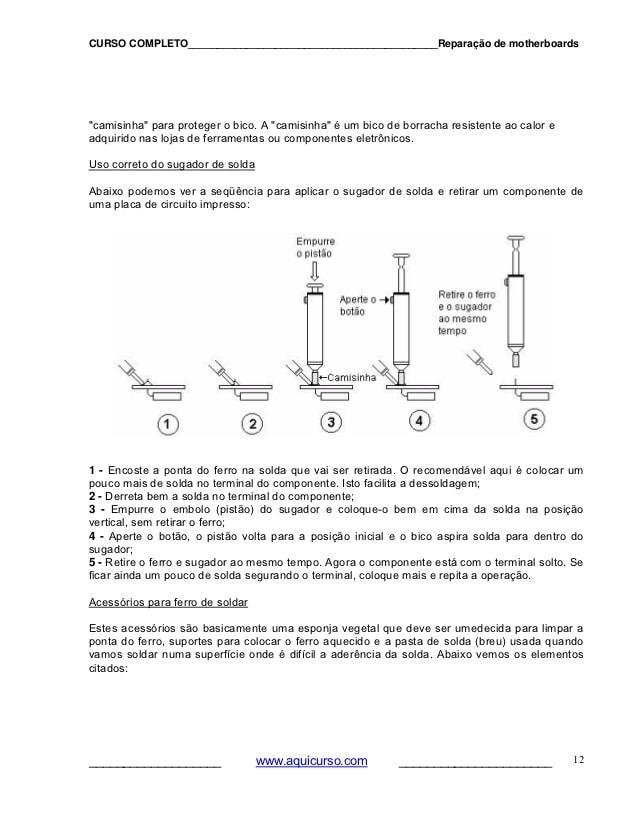 CURSO COMPLETO___________________________________________Reparação de motherboards
"camisinha" para proteger o bico. A "camisinha" é um bico de borracha resistente ao calor e
adquirido nas lojas de ferramentas ou componentes eletrônicos.
Uso correto do sugador de solda
Abaixo podemos ver a seqüência para aplicar o sugador de solda e retirar um componente de
uma placa de circuito impresso:
Empurre
o pistão
Aperte o
botão
Retire o ferro
e o sugador
ao mesmo
tempo
Camisinha
1
2
3
4
5
1 - Encoste a ponta do ferro na solda que vai ser retirada. O recomendável aqui é colocar um
pouco mais de solda no terminal do componente. Isto facilita a dessoldagem;
2 - Derreta bem a solda no terminal do componente;
3 - Empurre o embolo (pistão) do sugador e coloque-o bem em cima da solda na posição
vertical, sem retirar o ferro;
4 - Aperte o botão, o pistão volta para a posição inicial e o bico aspira solda para dentro do
sugador;
5 - Retire o ferro e sugador ao mesmo tempo. Agora o componente está com o terminal solto. Se
ficar ainda um pouco de solda segurando o terminal, coloque mais e repita a operação.
Acessórios para ferro de soldar
Estes acessórios são basicamente uma esponja vegetal que deve ser umedecida para limpar a
ponta do ferro, suportes para colocar o ferro aquecido e a pasta de solda (breu) usada quando
vamos soldar numa superfície onde é difícil a aderência da solda. Abaixo vemos os elementos
citados:
___________________ www.aquicurso.com ______________________ 12